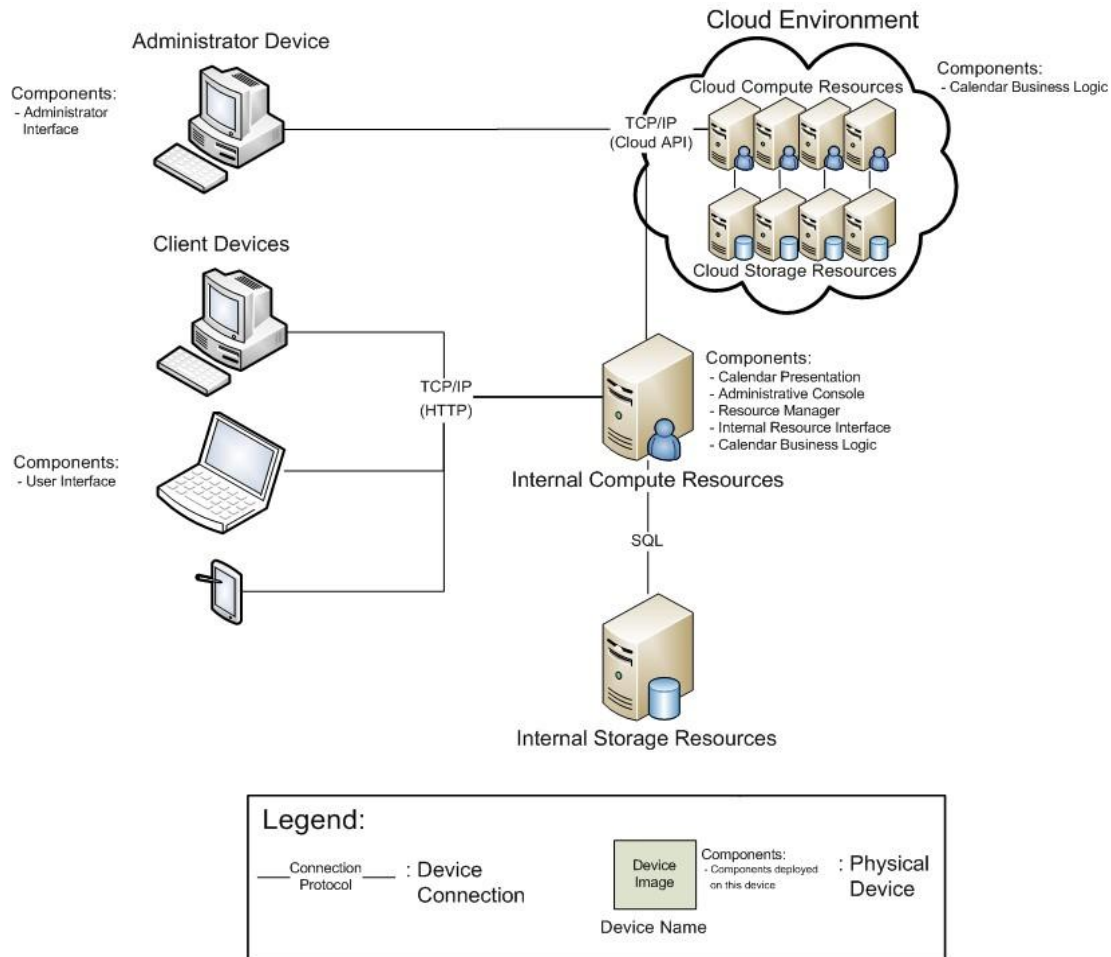 Cloud Environment
Administrator Device
Components:
- Administrator
Interface
Cloud Compute Resources
Components:
- Calendar Business Logic
TCP/IP
(Cloud API)
Cloud Storage Resources
Client Devices
TCP/IP
(HTTP)
Components:
- User Interface
Components:
- Calendar Presentation
- Administrative Console
- Resource Manager
- Internal Resource Interface
- Calendar Business Logic
Internal Compute Resources
SQL
Internal Storage Resources
Legend:
Connection
Protocol
: Device
Connection
Device
Image
Device Name
Components:
- Components deployed
on this device
: Physical
Device